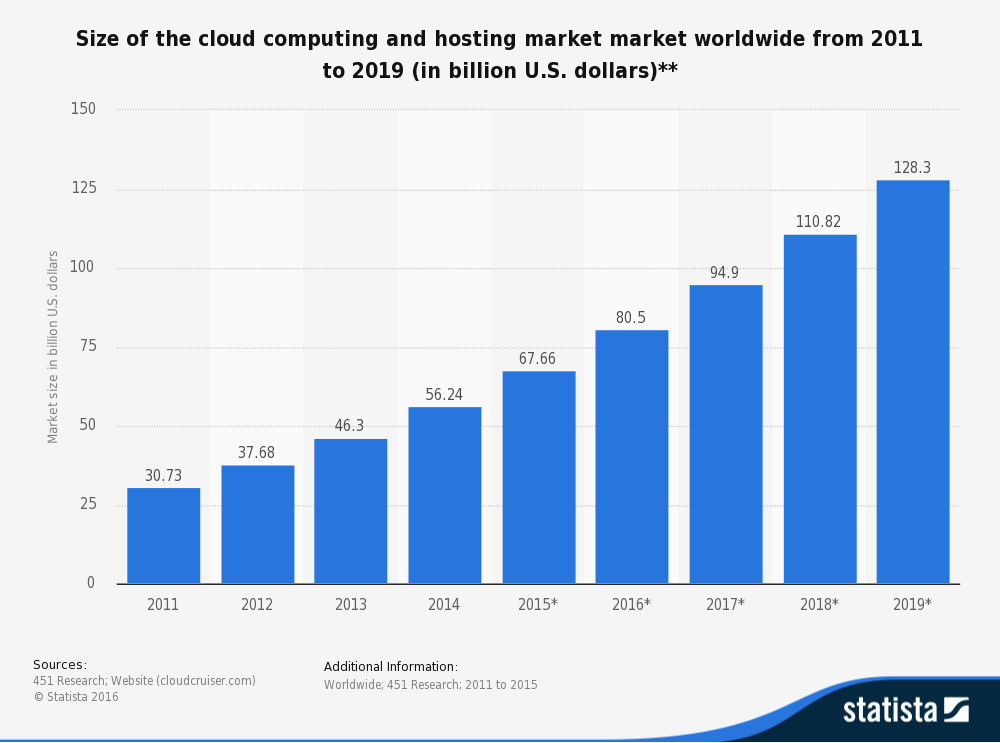 Size of the cloud computing and hosting market market worldwide from 2011
to 2019 (in billion U.S. dollars)**
Market size in billion U.S. dollars
150
125
100
75
50
25
0
30.73
37.68
46.3
56.24
67.66
80.5
94.9
110.82
128.3
2011
2012
2013
2014
2015*
2016*
2017*
2018*
2019*
Sources:
451 Research; Website (cloudcruiser.com)
© Statista 2016
Additional Information:
Worldwide; 451 Research; 2011 to 2015
statista